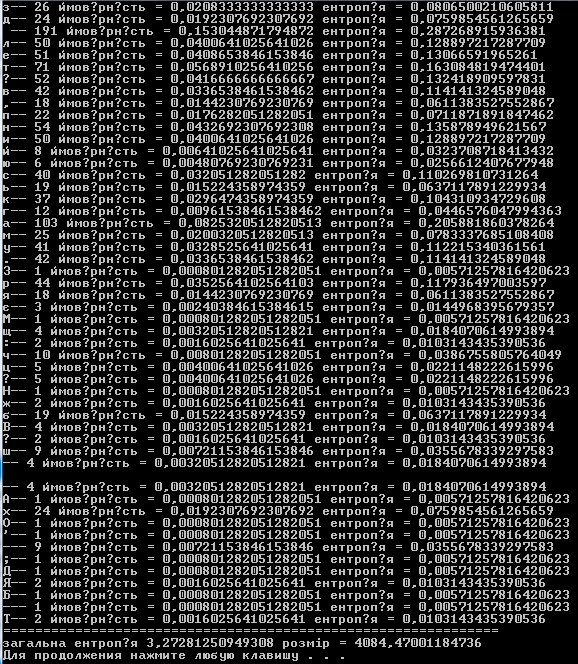 з-- 26 ймов?рн?сть = 0,0208333333333333 ентроп?я = 0,0806500210605811
д-- 24 ймов?рн?сть = 0,0192307692307692 ентроп?я = 0,0759854561265659
 -- 191 ймов?рн?сть = 0,153044871794872 ентроп?я = 0,287268915936381
л-- 50 ймов?рн?сть = 0,0400641025641026 ентроп?я = 0,128897217287709
е-- 51 ймов?рн?сть = 0,0408653846153846 ентроп?я = 0,13066591965261
т-- 71 ймов?рн?сть = 0,0568910256410256 ентроп?я = 0,163084819474401
?-- 52 ймов?рн?сть = 0,0416666666666667 ентроп?я = 0,132418909597831
в-- 42 ймов?рн?сть = 0,0336538461538462 ентроп?я = 0,114141324589048
,-- 18 ймов?рн?сть = 0,0144230769230769 ентроп?я = 0,0611383527552867
п-- 22 ймов?рн?сть = 0,0176282051282051 ентроп?я = 0,0711871891847462
н-- 54 ймов?рн?сть = 0,0432692307692308 ентроп?я = 0,135878949621567
и-- 50 ймов?рн?сть = 0,0400641025641026 ентроп?я = 0,128897217287709
й-- 8 ймов?рн?сть = 0,00641025641025641 ентроп?я = 0,0323708718413432
ю-- 6 ймов?рн?сть = 0,00480769230769231 ентроп?я = 0,0256612407677948
с-- 40 ймов?рн?сть = 0,032051282051282 ентроп?я = 0,110269810731264
ь-- 19 ймов?рн?сть = 0,015224358974359 ентроп?я = 0,0637117891229934
к-- 37 ймов?рн?сть = 0,0296474358974359 ентроп?я = 0,104310934729608
г-- 12 ймов?рн?сть = 0,00961538461538462 ентроп?я = 0,0446576047994363
а-- 103 ймов?рн?сть = 0,0825320512820513 ентроп?я = 0,205881860378264
м-- 25 ймов?рн?сть = 0,0200320512820513 ентроп?я = 0,0783337685108408
у-- 41 ймов?рн?сть = 0,0328525641025641 ентроп?я = 0,112215340361561
.-- 42 ймов?рн?сть = 0,0336538461538462 ентроп?я = 0,114141324589048
З-- 1 ймов?рн?сть = 0,000801282051282051 ентроп?я = 0,00571257816420623
р-- 44 ймов?рн?сть = 0,0352564102564103 ентроп?я = 0,117936497003597
я-- 18 ймов?рн?сть = 0,0144230769230769 ентроп?я = 0,0611383527552867
є-- 3 ймов?рн?сть = 0,00240384615384615 ентроп?я = 0,0144968395679357
М-- 1 ймов?рн?сть = 0,000801282051282051 ентроп?я = 0,00571257816420623
щ-- 4 ймов?рн?сть = 0,00320512820512821 ентроп?я = 0,0184070614993894
:-- 2 ймов?рн?сть = 0,0016025641025641 ентроп?я = 0,0103143435390536
ч-- 10 ймов?рн?сть = 0,00801282051282051 ентроп?я = 0,0386755805764049
ц-- 5 ймов?рн?сть = 0,00400641025641026 ентроп?я = 0,0221148222615996
?-- 5 ймов?рн?сть = 0,00400641025641026 ентроп?я = 0,0221148222615996
Н-- 1 ймов?рн?сть = 0,000801282051282051 ентроп?я = 0,00571257816420623
ж-- 2 ймов?рн?сть = 0,0016025641025641 ентроп?я = 0,0103143435390536
б-- 19 ймов?рн?сть = 0,015224358974359 ентроп?я = 0,0637117891229934
В-- 4 ймов?рн?сть = 0,00320512820512821 ентроп?я = 0,0184070614993894
?-- 2 ймов?рн?сть = 0,0016025641025641 ентроп?я = 0,0103143435390536
ш-- 9 ймов?рн?сть = 0,00721153846153846 ентроп?я = 0,0355678339297583
-- 4 ймов?рн?сть = 0,00320512820512821 ентроп?я = 0,0184070614993894
-- 4 ймов?рн?сть = 0,00320512820512821 ентроп?я = 0,0184070614993894
А-- 1 ймов?рн?сть = 0,000801282051282051 ентроп?я = 0,00571257816420623
х-- 24 ймов?рн?сть = 0,0192307692307692 ентроп?я = 0,0759854561265659
О-- 1 ймов?рн?сть = 0,000801282051282051 ентроп?я = 0,00571257816420623
'-- 1 ймов?рн?сть = 0,000801282051282051 ентроп?я = 0,00571257816420623
--- 9 ймов?рн?сть = 0,00721153846153846 ентроп?я = 0,0355678339297583
;-- 1 ймов?рн?сть = 0,000801282051282051 ентроп?я = 0,00571257816420623
Д-- 1 ймов?рн?сть = 0,000801282051282051 ентроп?я = 0,00571257816420623
Я-- 2 ймов?рн?сть = 0,0016025641025641 ентроп?я = 0,0103143435390536
Б-- 1 ймов?рн?сть = 0,000801282051282051 ентроп?я = 0,00571257816420623
-- 1 ймов?рн?сть = 0,000801282051282051 ентроп?я = 0,00571257816420623
Т-- 2 ймов?рн?сть = 0,0016025641025641 ентроп?я = 0,0103143435390536
==============================================================
загальна ентроп?я 3,27281250949308 розмір = 4084,47001184736
Для продолжения нажмите любую клавишу . . .